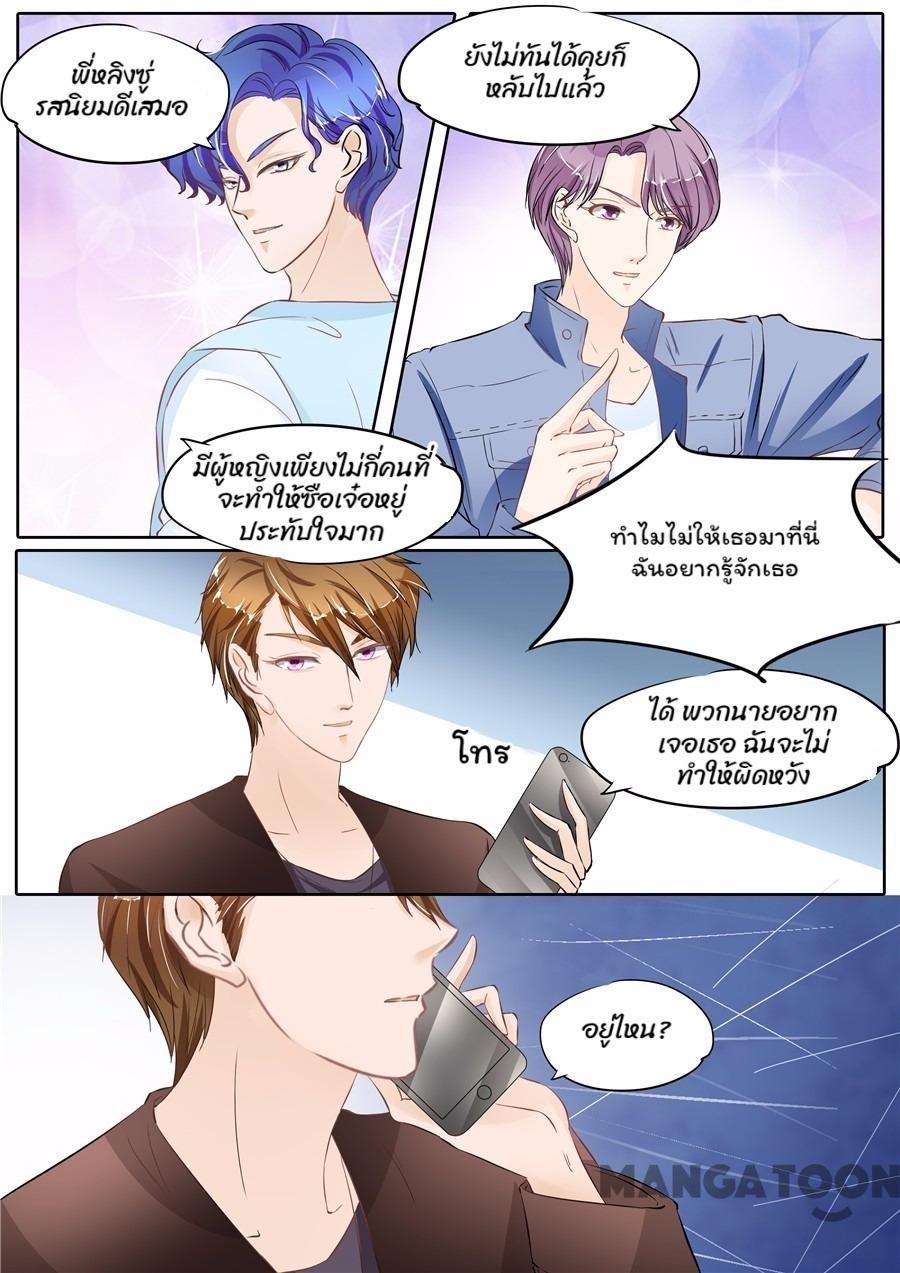 พี่หลิงซู่
รสนิยมดีเสมอ
ยังไม่ทันได้คุยก็
หลับไปแล้ว
มีผู้หญิงเพียงไม่กี่คนที่
จะทำให้ซือเจ๋อหยู่
ประทับใจมาก
ทำไมไม่ให้เธอมาที่นี่
ฉันอยากรู้จักเธอ
ได้ พวกนายอยาก
เจอเธอ ฉันจะไม่
ทำให้ผิดหวัง
โทร
อยู่ไหน?
MANGATOON